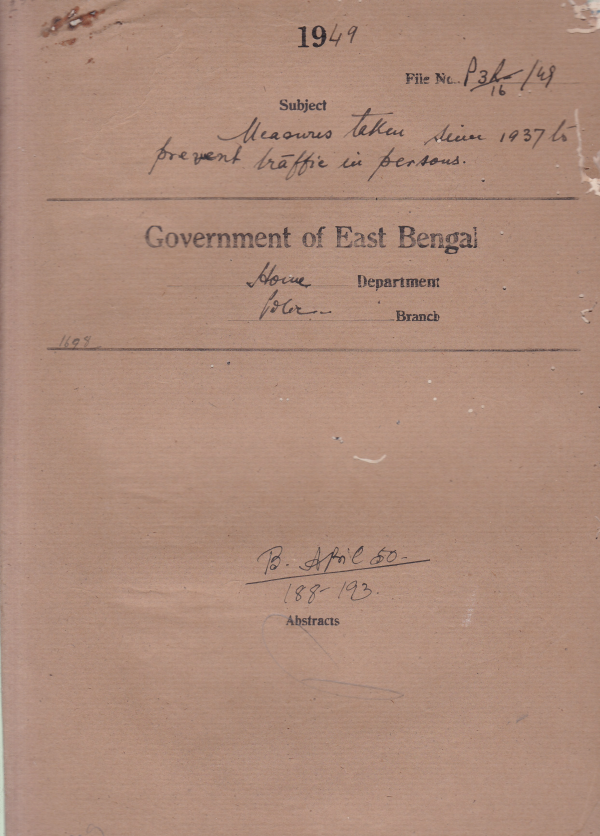 1949
File No. P3R-16/49
Subject
Measures taken since 1937 to
prevent traffic in persons.
Government of East Bengal
Home Department
Branch
B. April 50.
188-193.
Abstracts